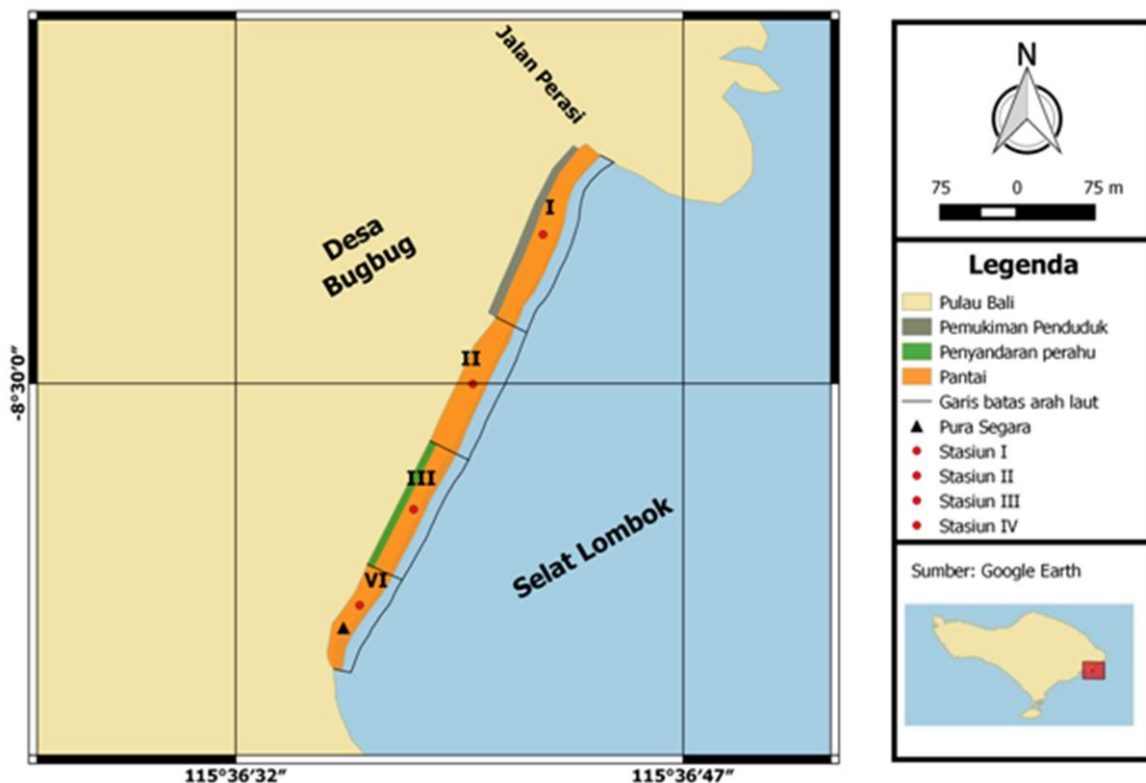 Jalan Perasi
I
Desa
Bugbug
II
-8°30'0"
III
VI
Selat Lombok
115°36'32"
115°36'47"
N
75 0 75 m
Legenda
Pulau Bali
Pemukiman Penduduk
Penyandaran perahu
Pantai
Garis batas arah laut
Pura Segara
Stasiun I
Stasiun II
Stasiun III
Stasiun IV
Sumber: Google Earth